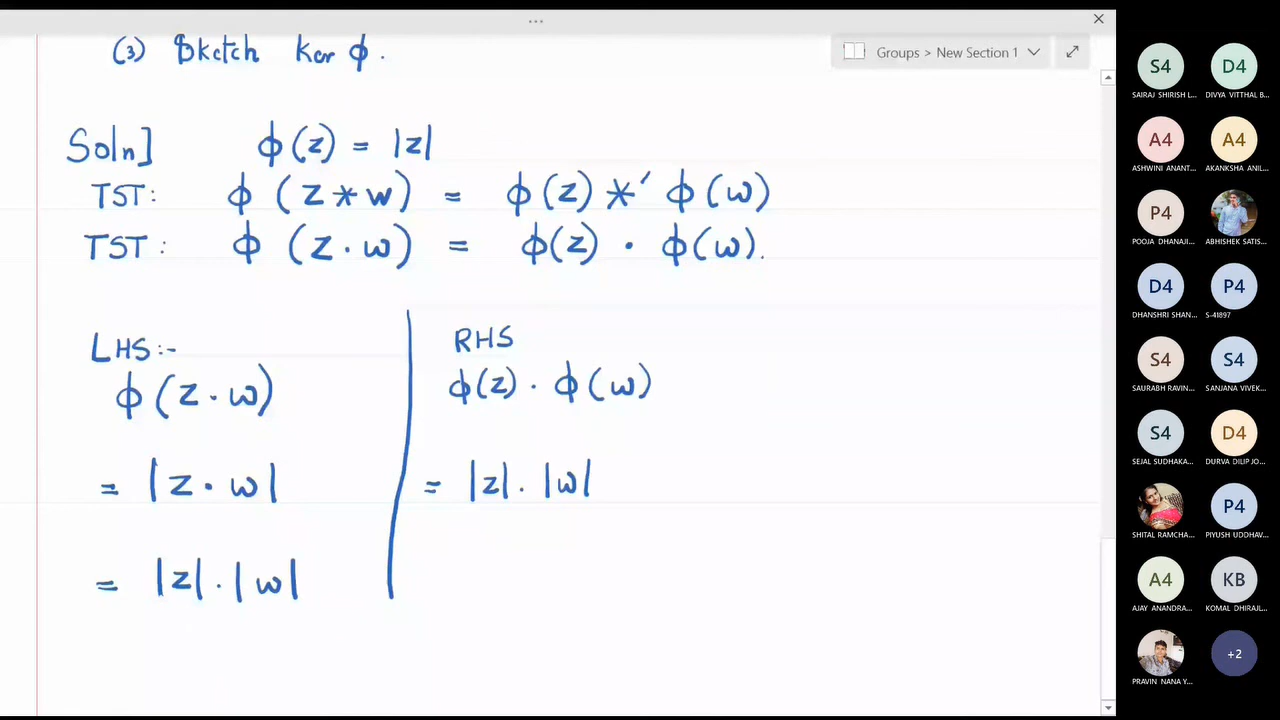 (3) Sketch Ker ϕ.
Groups > New Section 1
Soln] ϕ(z) = |z|
TST: ϕ (z * w) = ϕ(z) *′ ϕ(w)
TST: ϕ (z · w) = ϕ(z) · ϕ(w).
LHS:-
ϕ(z · w)
= |z · w|
= |z| · |w|
RHS
ϕ(z) · ϕ(w)
= |z| · |w|
S4 D4
SAIRAJ SHIRISH L... DIVYA VITTHAL B...
A4 A4
ASHWINI ANANT... AKANKSHA ANIL...
P4
POOJA DHANAJI... ABHISHEK SATIS...
D4 P4
DHANSHRI SHAN... S-41897
S4 S4
SAURABH RAVIN... SANJANA VIVEK...
S4 D4
SEJAL SUDHAKA... DURVA DILIP JO...
P4
SHITAL RAMCHA... PIYUSH UDDHAV...
A4 KB
AJAY ANANDRA... KOMAL DHIRAJL...
+2
PRAVIN NANA Y...